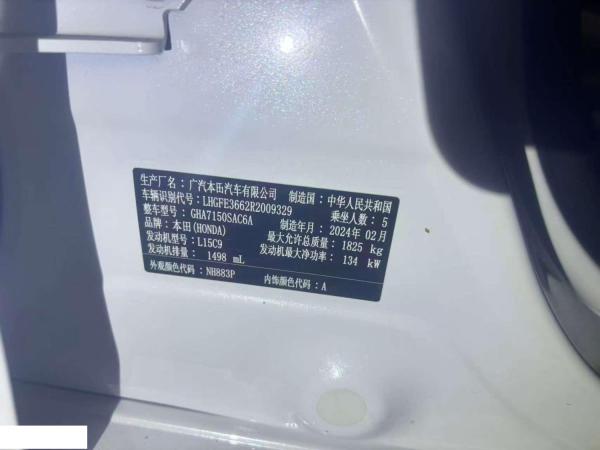 生产厂名：广汽本田汽车有限公司 制造国：中华人民共和国
车辆识别代号：LHGFE3662R2009329 乘坐人数：5
整车型号：GHA7150SAC6A 制造年月：2024年02月
品牌：本田(HONDA) 最大允许总质量：1825 kg
发动机型号：L15C9 发动机最大净功率：134 kW
发动机排量：1498 mL
外观颜色代码：NH883P 内饰颜色代码：A